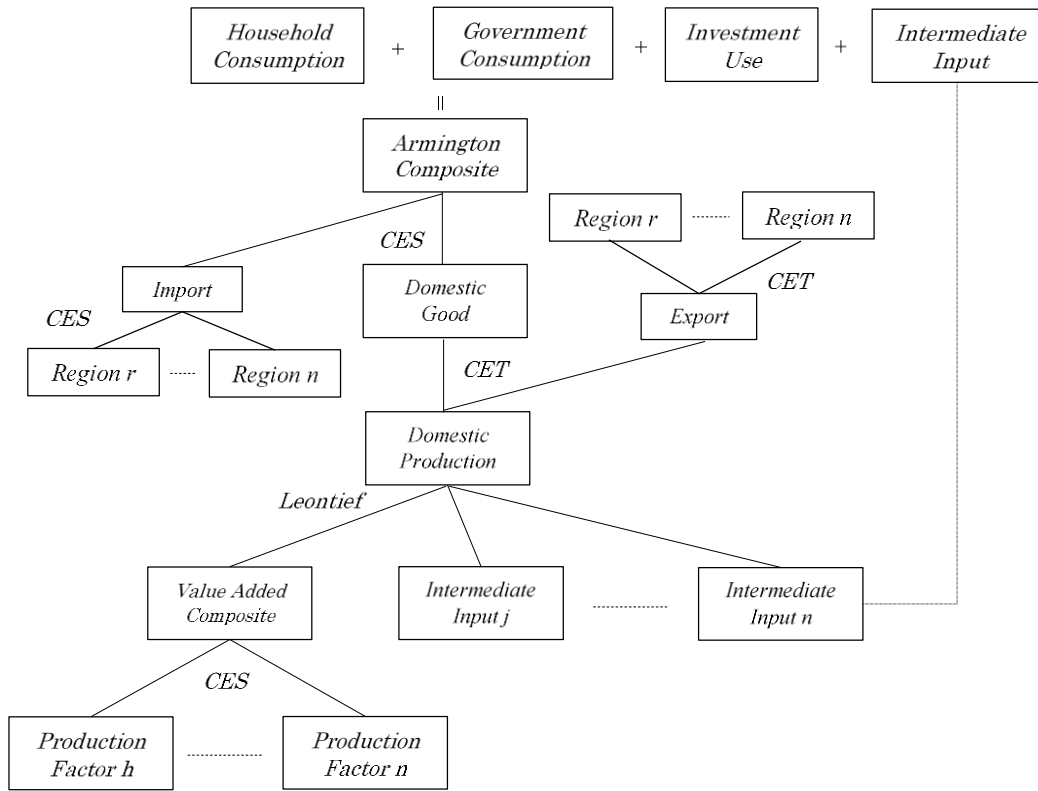 Household
Consumption
+
Government
Consumption
+
Investment
Use
+
Intermediate
Input
=
Armington
Composite
Region r
Region n
CES
CET
Import
Domestic
Good
Export
CES
Region r
Region n
CET
Domestic
Production
Leontief
Value Added
Composite
Intermediate
Input j
Intermediate
Input n
CES
Production
Factor h
Production
Factor n